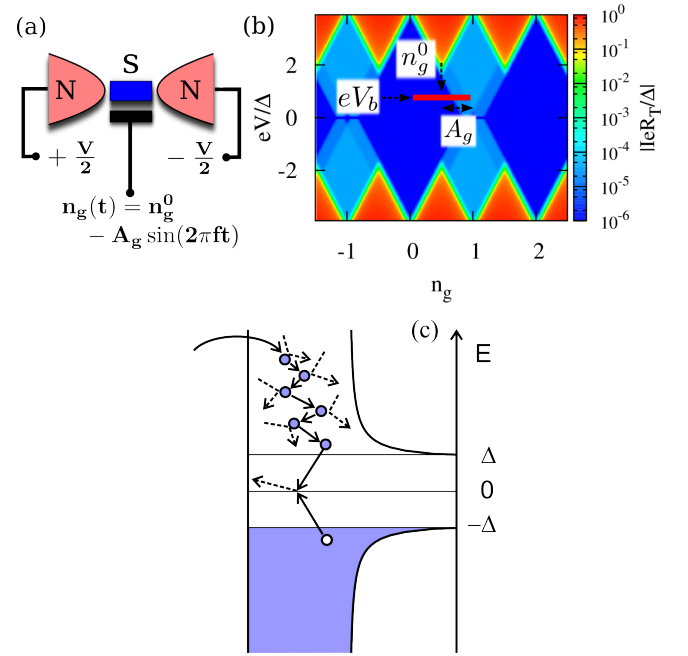 (a)
S
N
N
+ V/2
− V/2
n_g(t) = n_g^0
− A_g sin(2πft)
(b)
eV/Δ
2
0
-2
n_g^0
eV_b
A_g
-1
0
1
2
n_g
10^0
10^-1
10^-2
10^-3
10^-4
10^-5
10^-6
|IeR_T/Δ|
(c)
E
Δ
0
−Δ